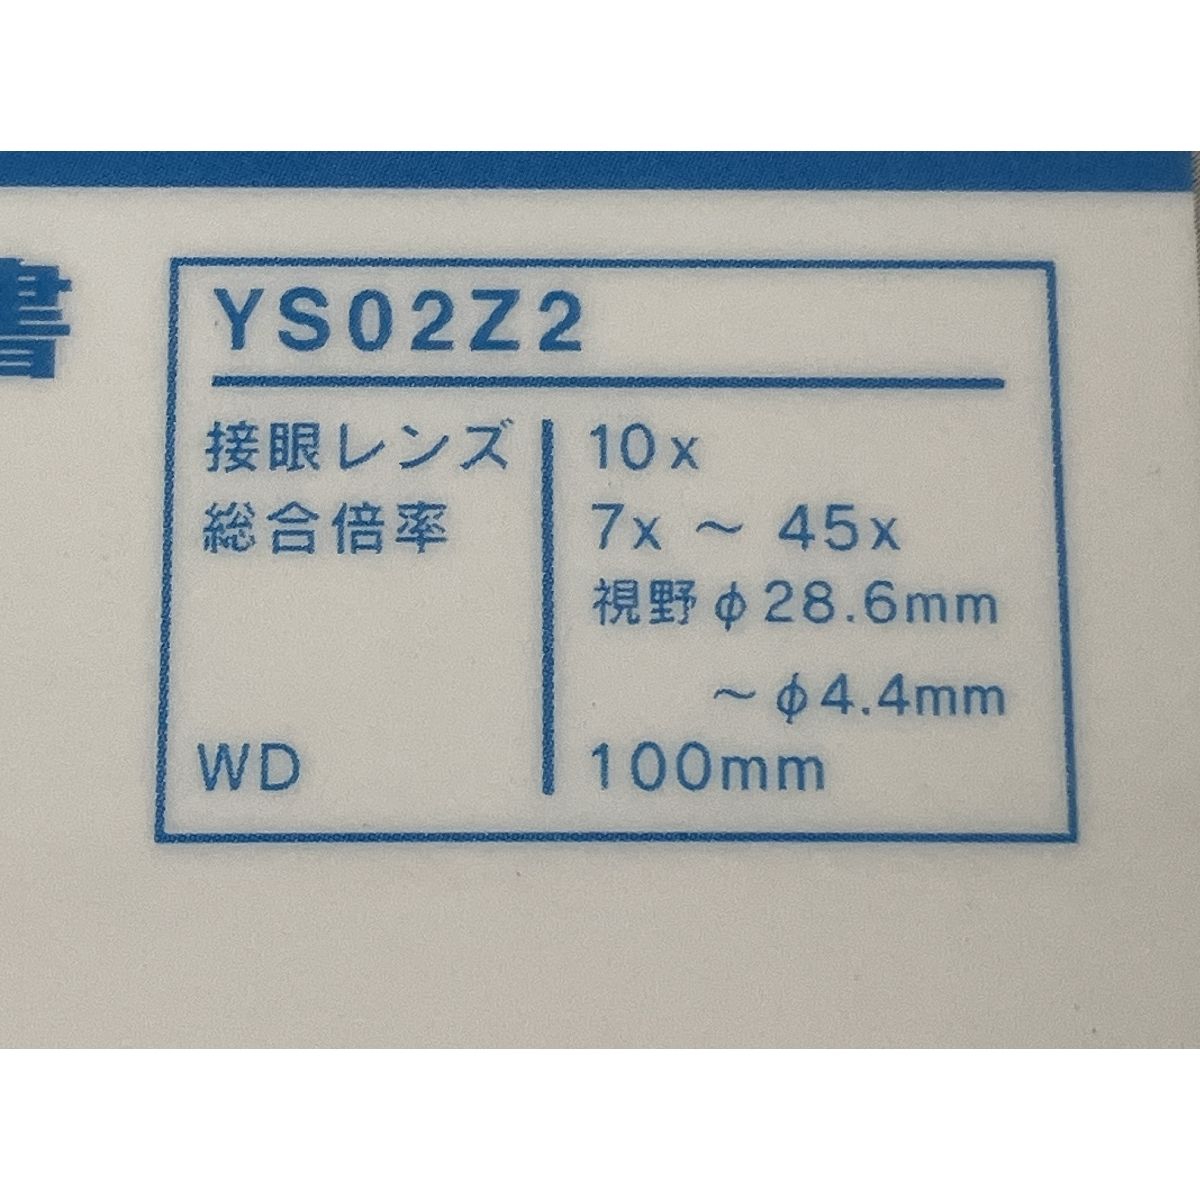 書
YS02Z2
接眼レンズ 10x
総合倍率 7x ～ 45x
視野φ28.6mm
～φ4.4mm
WD 100mm